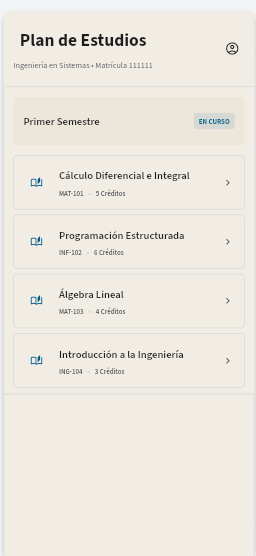 Plan de Estudios
Ingeniería en Sistemas • Matrícula 111111
Primer Semestre
EN CURSO
Cálculo Diferencial e Integral
MAT-101 · 5 Créditos
Programación Estructurada
INF-102 · 6 Créditos
Álgebra Lineal
MAT-103 · 4 Créditos
Introducción a la Ingeniería
ING-104 · 3 Créditos